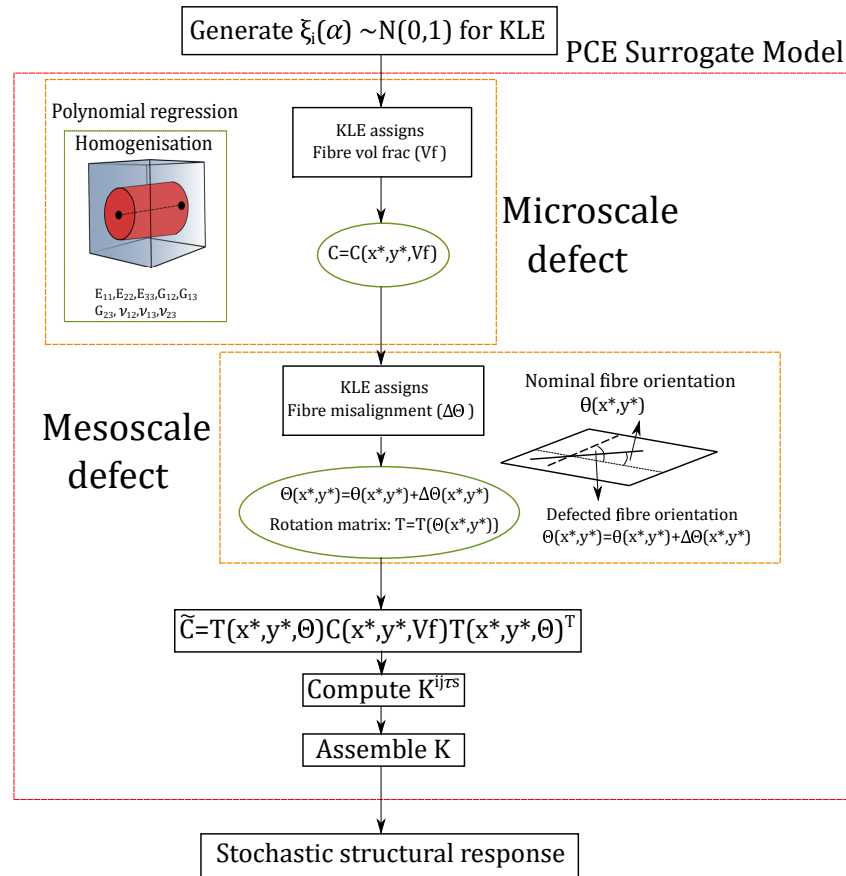 Generate ξᵢ(α) ~N(0,1) for KLE
PCE Surrogate Model
Polynomial regression
Homogenisation
E₁₁,E₂₂,E₃₃,G₁₂,G₁₃
G₂₃, ν₁₂,ν₁₃,ν₂₃
KLE assigns
Fibre vol frac (Vf)
C=C(x*,y*,Vf)
Microscale
defect
Mesoscale
defect
KLE assigns
Fibre misalignment (ΔΘ)
Θ(x*,y*)=θ(x*,y*)+ΔΘ(x*,y*)
Rotation matrix: T=T(Θ(x*,y*))
Nominal fibre orientation
θ(x*,y*)
Defected fibre orientation
Θ(x*,y*)=θ(x*,y*)+ΔΘ(x*,y*)
C̃=T(x*,y*,Θ)C(x*,y*,Vf)T(x*,y*,Θ)ᵀ
Compute Kⁱʲᵗˢ
Assemble K
Stochastic structural response